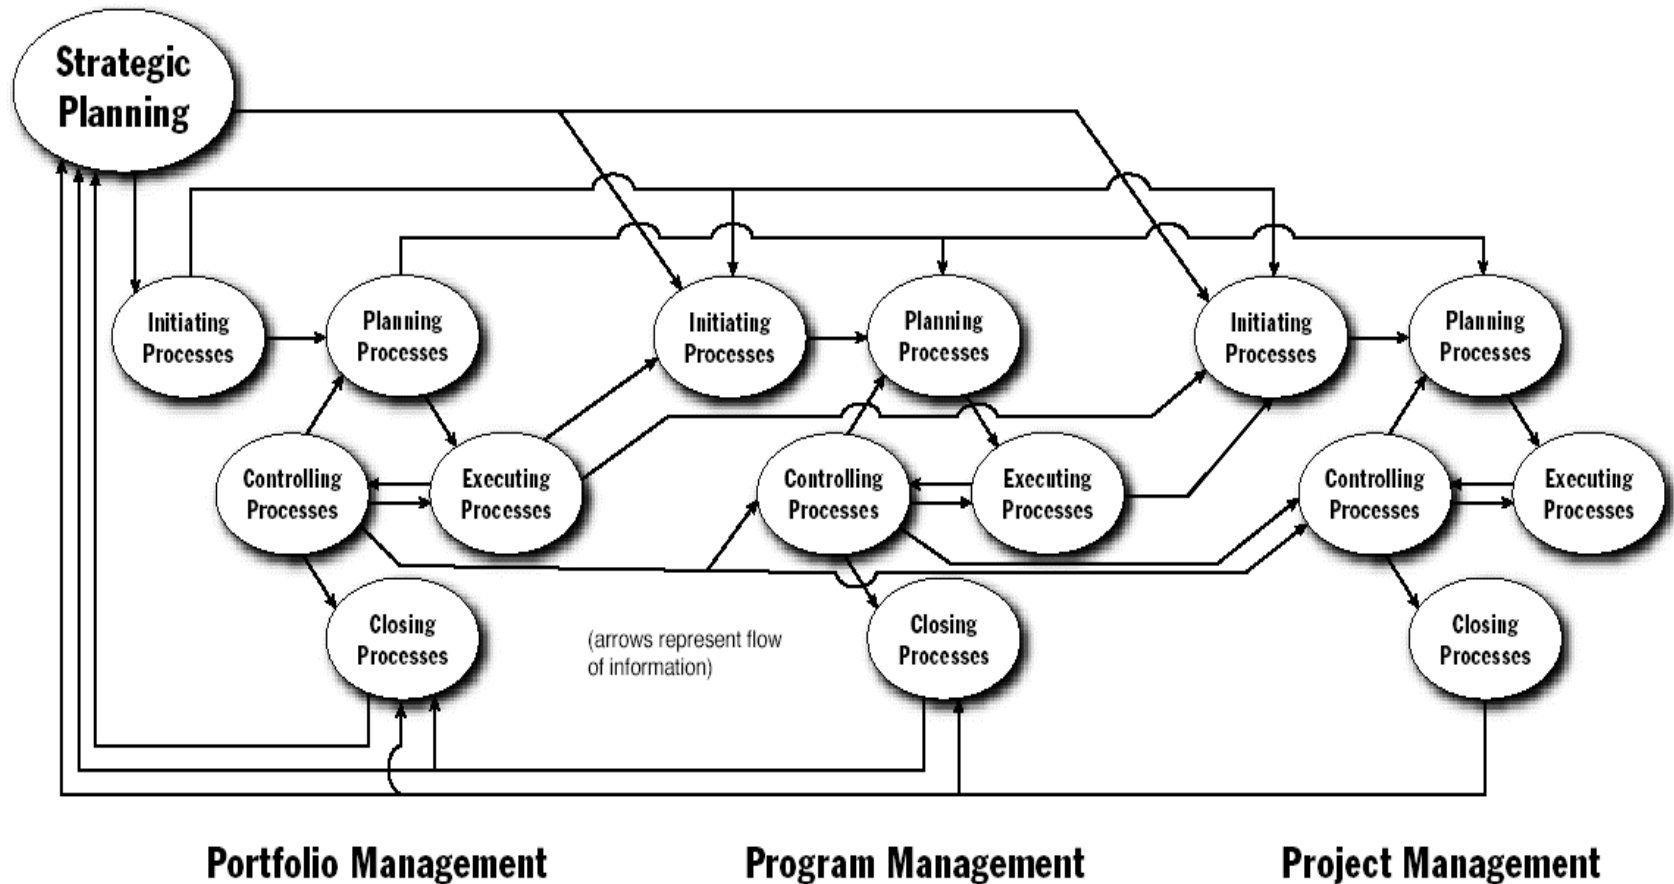 Strategic
Planning
Initiating
Processes
Planning
Processes
Initiating
Processes
Planning
Processes
Initiating
Processes
Planning
Processes
Controlling
Processes
Executing
Processes
Controlling
Processes
Executing
Processes
Controlling
Processes
Executing
Processes
Closing
Processes
(arrows represent flow
of information)
Closing
Processes
Closing
Processes
Portfolio Management
Program Management
Project Management